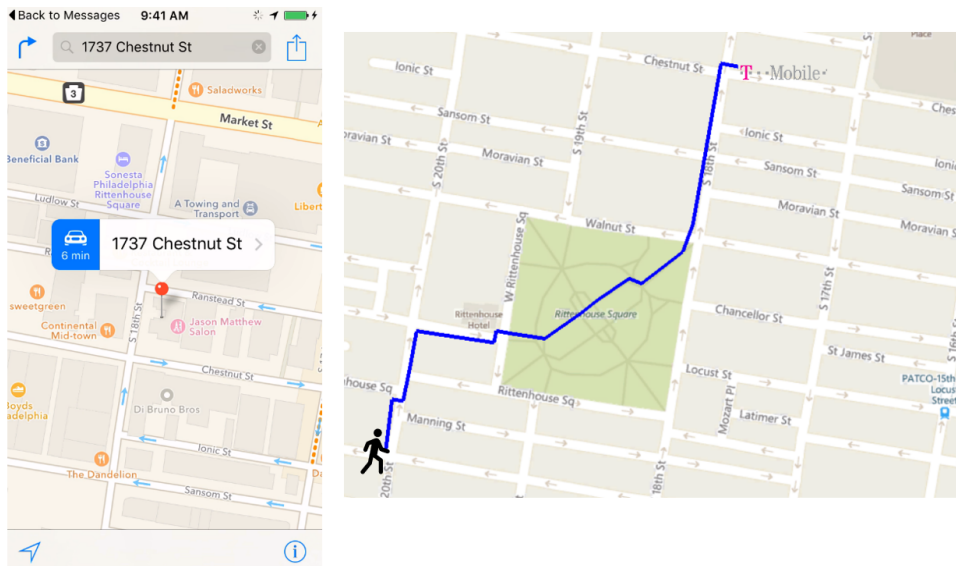 Back to Messages
9:41 AM
1737 Chestnut St
3
Saladworks
Market St
Beneficial Bank
Sonesta
Philadelphia
Rittenhouse
Square
Ludlow St
A Towing and
Transport
Libert
6 min
1737 Chestnut St
Ra
Ranstead St
sweetgreen
Continental
Mid-town
S 18th St
Jason Matthew
Salon
Chestnut St
Boyds
adelphia
Di Bruno Bros
Ionic St
The Dandelion
Da
Sansom St
Ionic St
Chestnut St
T··Mobile
Place
S
Ches
Sansom St
oravian St
Moravian St
S 20th St
S 19th St
S 18th St
Ionic St
Ioni
Sansom St
Sansom St
Moravian St
Moravian S
W Rittenhouse Sq
Walnut St
S 17th St
Rittenhouse
Hotel
Rittenhouse Square
Chancellor St
St James St
S 16th S
Locust St
PATCO-15th
Locus
Street
nhouse Sq
Rittenhouse Sq
Mozart Pl
Latimer St
Manning St
20th St
18th St